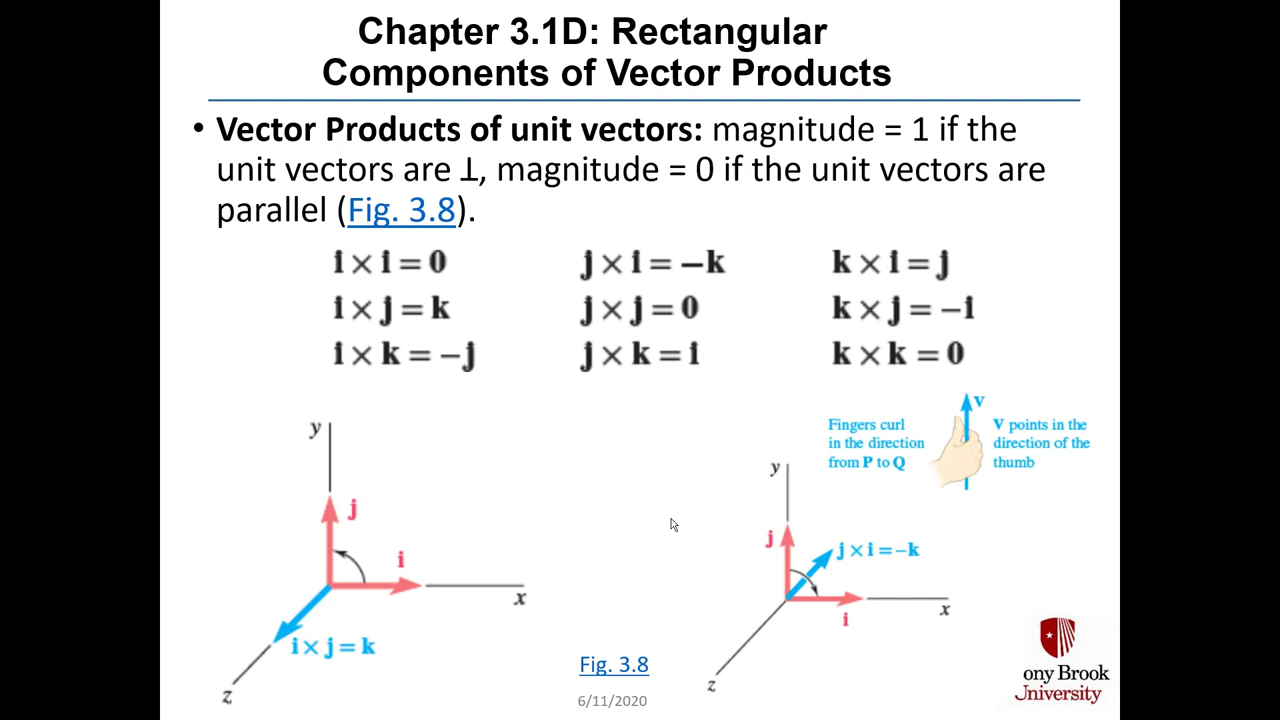 Chapter 3.1D: Rectangular
Components of Vector Products
• Vector Products of unit vectors: magnitude = 1 if the
unit vectors are ⊥, magnitude = 0 if the unit vectors are
parallel (Fig. 3.8).
i × i = 0
j × i = −k
k × i = j
i × j = k
j × j = 0
k × j = −i
i × k = −j
j × k = i
k × k = 0
y
j
i
x
i × j = k
z
Fingers curl
in the direction
from P to Q
V
V points in the
direction of the
thumb
y
j
j × i = −k
i
x
z
Fig. 3.8
6/11/2020
ony Brook
University